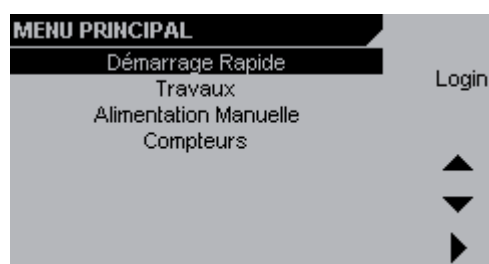 MENU PRINCIPAL
Démarrage Rapide
Travaux
Alimentation Manuelle
Compteurs
Login